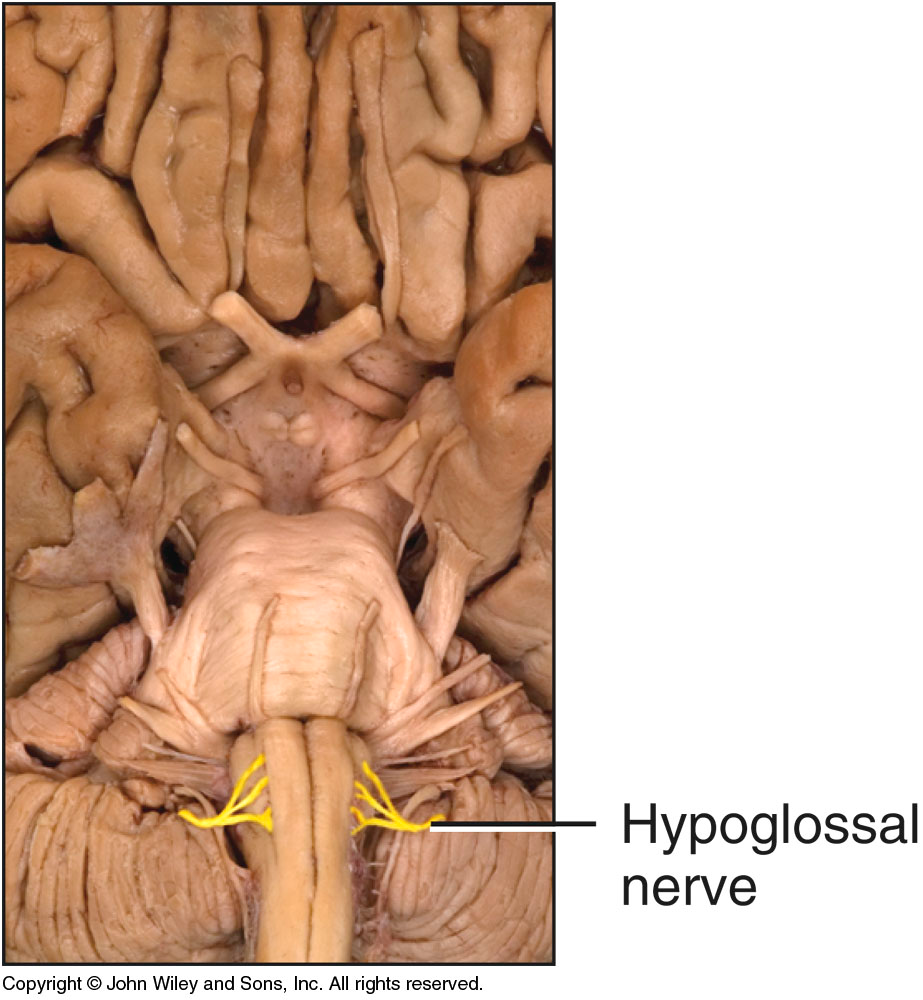 Hypoglossal
nerve
Copyright © John Wiley and Sons, Inc. All rights reserved.